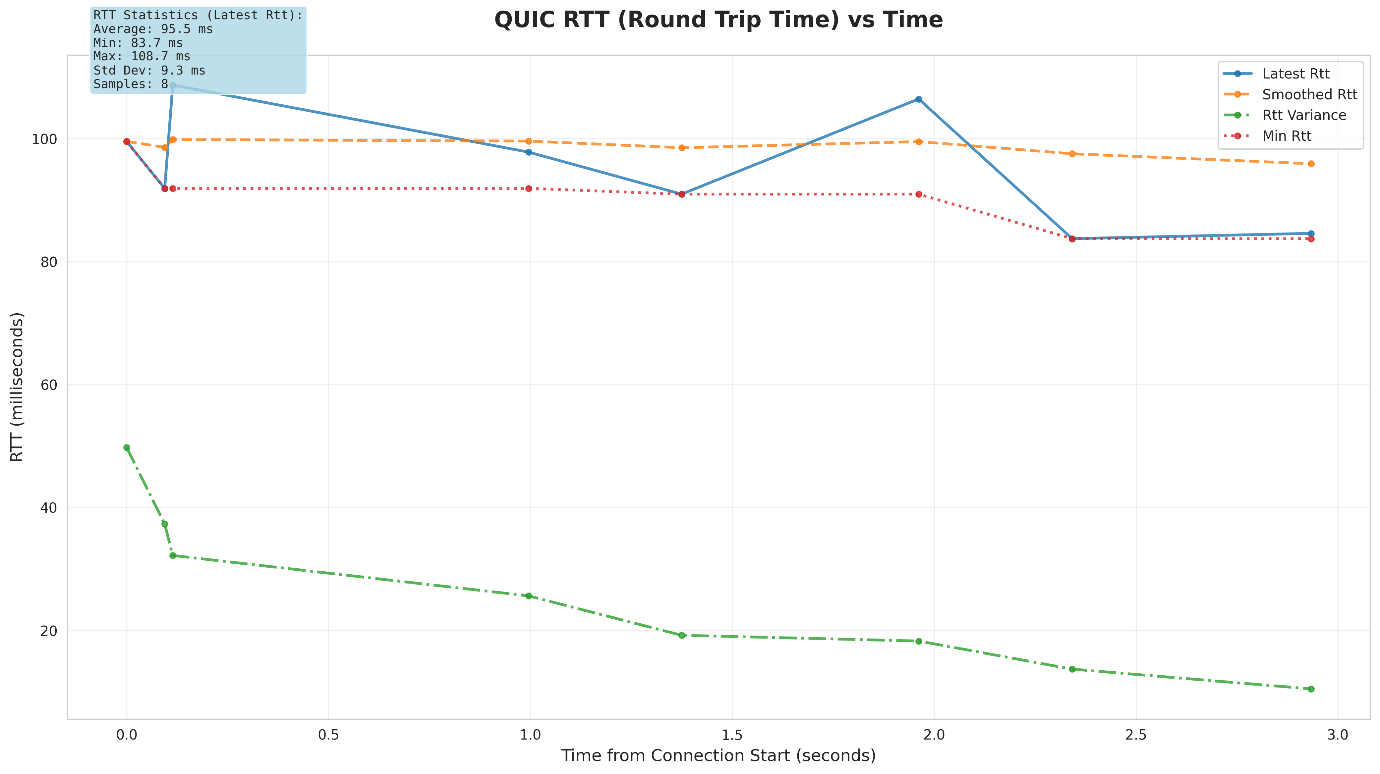 RTT Statistics (Latest Rtt):
Average: 95.5 ms
Min: 83.7 ms
Max: 108.7 ms
Std Dev: 9.3 ms
Samples: 8
QUIC RTT (Round Trip Time) vs Time
Latest Rtt
Smoothed Rtt
Rtt Variance
Min Rtt
RTT (milliseconds)
100
80
60
40
20
0.0
0.5
1.0
1.5
2.0
2.5
3.0
Time from Connection Start (seconds)